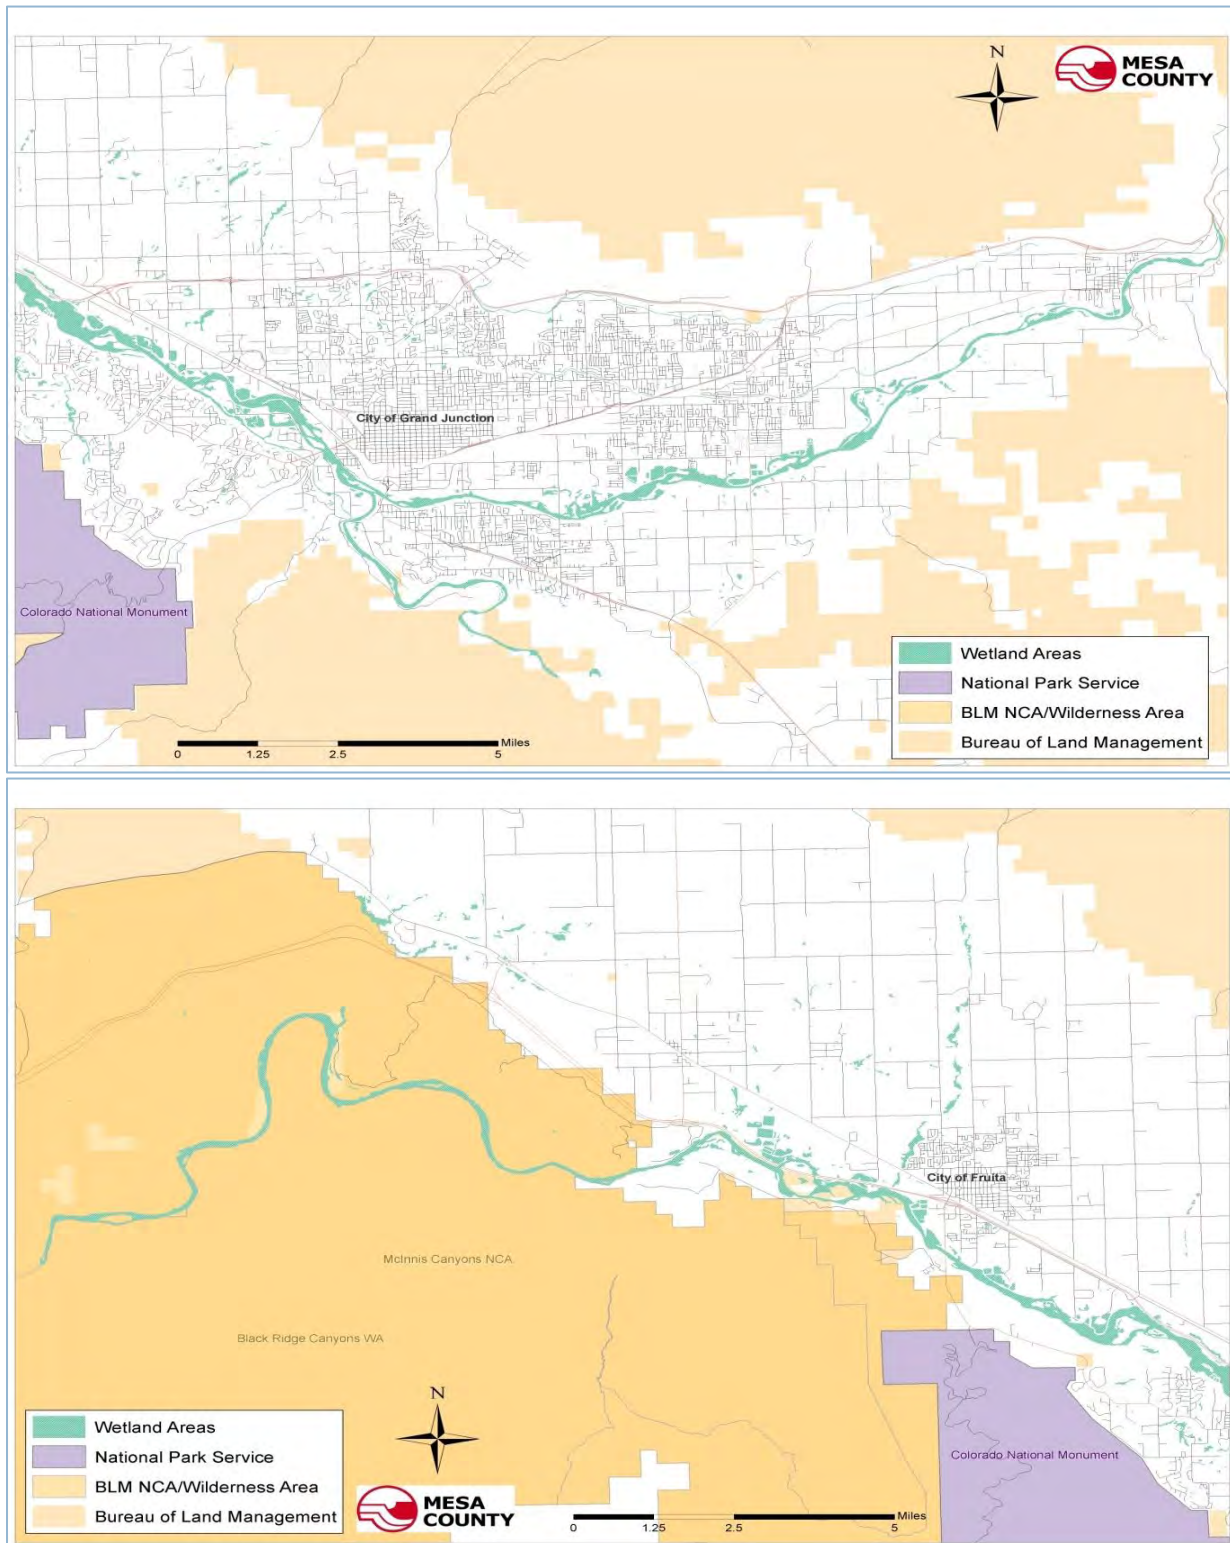 N
MESA
COUNTY
City of Grand Junction
Colorado National Monument
Wetland Areas
National Park Service
BLM NCA/Wilderness Area
Bureau of Land Management
Miles
0 1.25 2.5 5
City of Fruita
McInnis Canyons NCA
Black Ridge Canyons WA
N
Colorado National Monument
Wetland Areas
National Park Service
BLM NCA/Wilderness Area
Bureau of Land Management
MESA
COUNTY
Miles
0 1.25 2.5 5